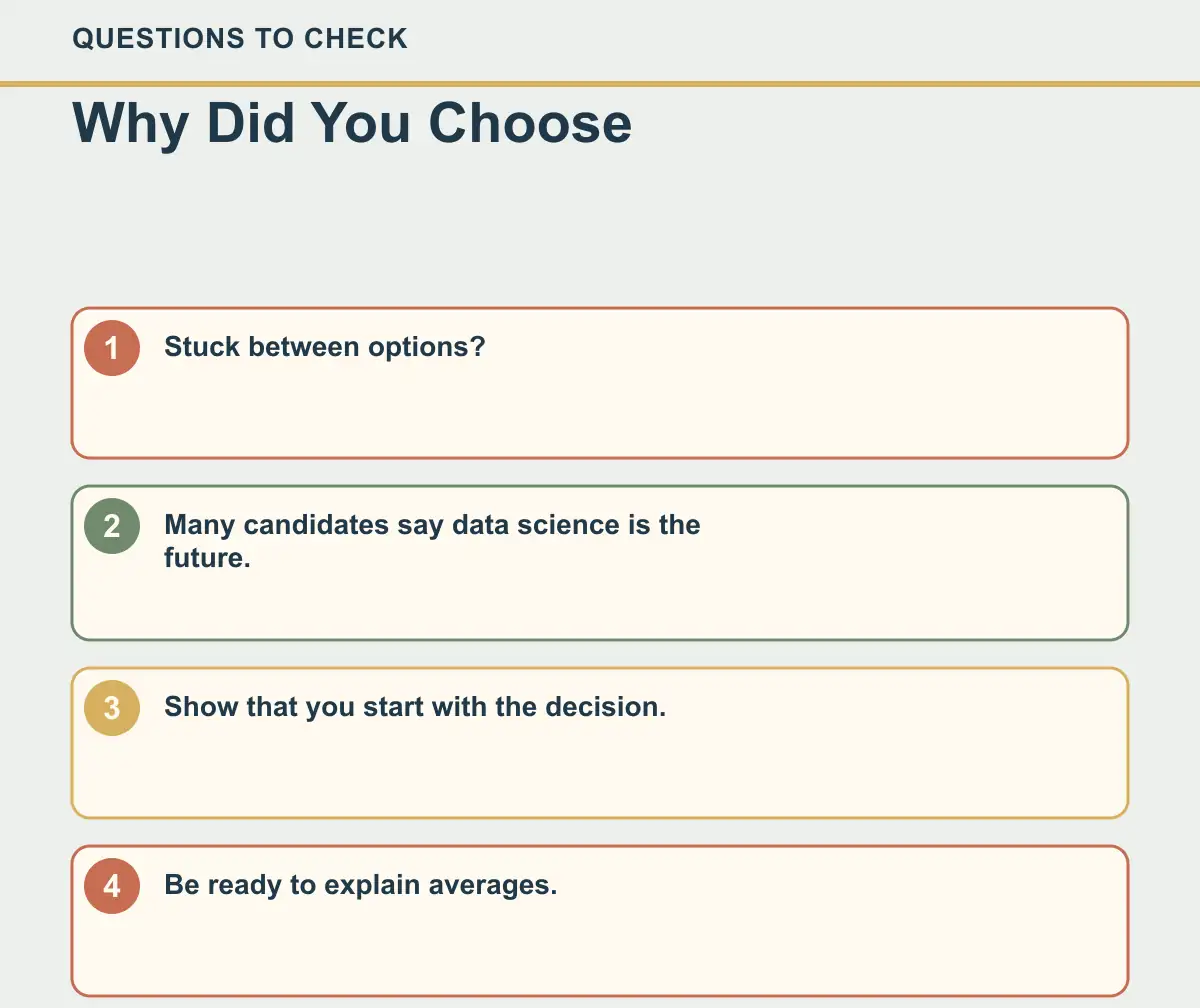 QUESTIONS TO CHECK
Why Did You Choose
1
Stuck between options?
2
Many candidates say data science is the
future.
3
Show that you start with the decision.
4
Be ready to explain averages.